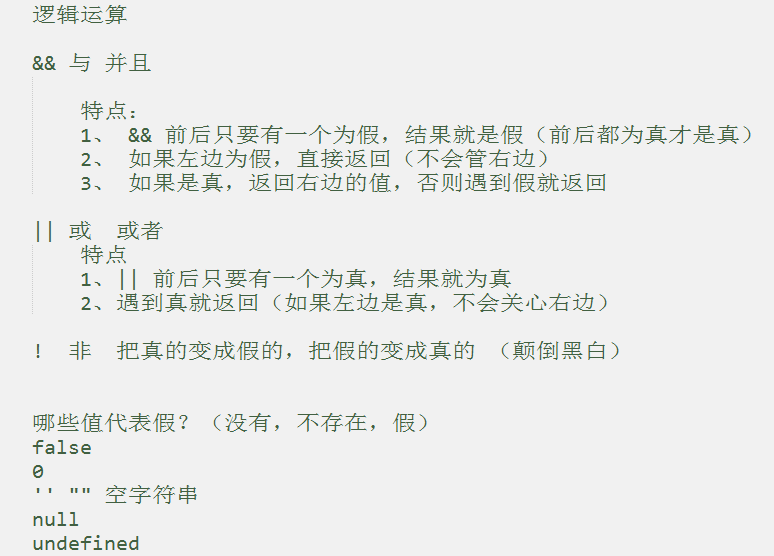 逻辑运算
&& 与 并且
特点：
1、 && 前后只要有一个为假，结果就是假（前后都为真才是真）
2、 如果左边为假，直接返回（不会管右边）
3、 如果是真，返回右边的值，否则遇到假就返回
|| 或  或者
特点
1、|| 前后只要有一个为真，结果就为真
2、遇到真就返回（如果左边是真，不会关心右边）
!  非  把真的变成假的，把假的变成真的 （颠倒黑白）
哪些值代表假？（没有，不存在，假）
false
0
'' "" 空字符串
null
undefined